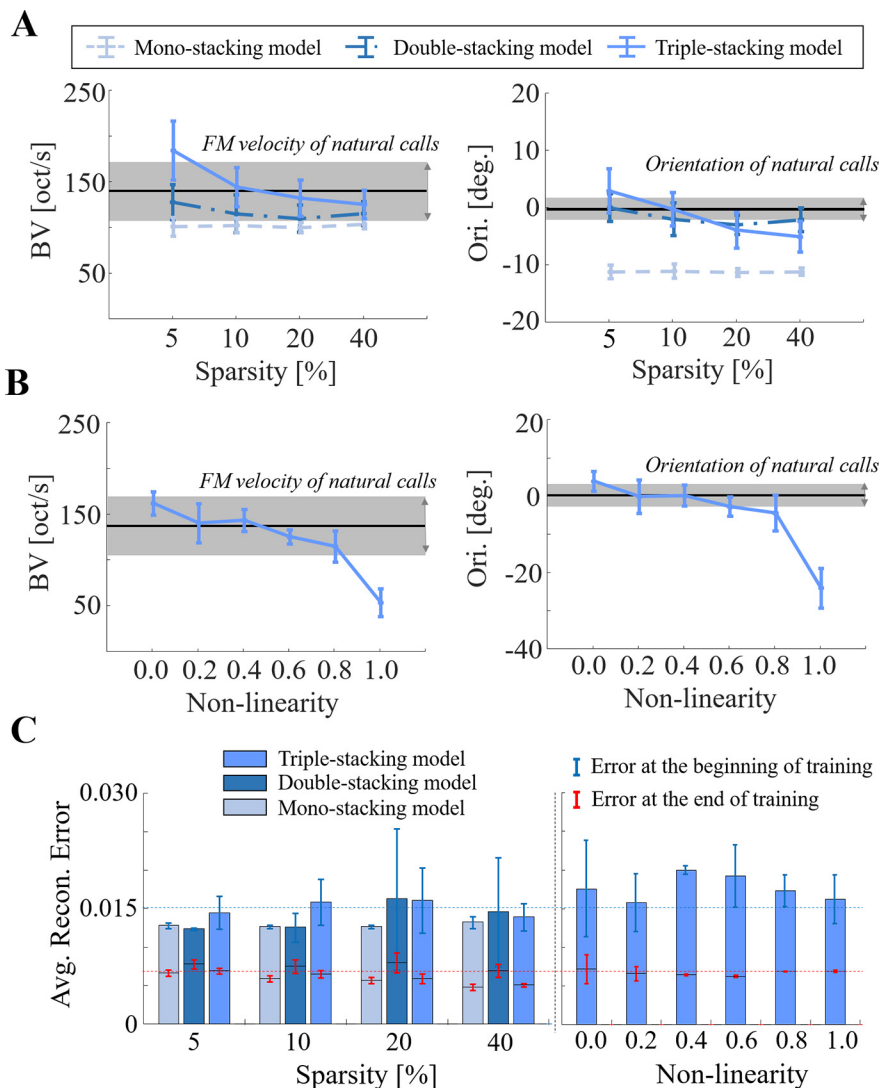 A
Mono-stacking model Double-stacking model Triple-stacking model
250
150
50
BV [oct/s]
FM velocity of natural calls
5 10 20 40
Sparsity [%]
20
10
0
-10
-20
Ori. [deg.]
Orientation of natural calls
5 10 20 40
Sparsity [%]
B
250
150
50
BV [oct/s]
FM velocity of natural calls
0.0 0.2 0.4 0.6 0.8 1.0
Non-linearity
20
0
-20
-40
Ori. [deg.]
Orientation of natural calls
0.0 0.2 0.4 0.6 0.8 1.0
Non-linearity
C
Triple-stacking model
Double-stacking model
Mono-stacking model
Error at the beginning of training
Error at the end of training
0.030
0.015
0
Avg. Recon. Error
5 10 20 40
Sparsity [%]
0.0 0.2 0.4 0.6 0.8 1.0
Non-linearity